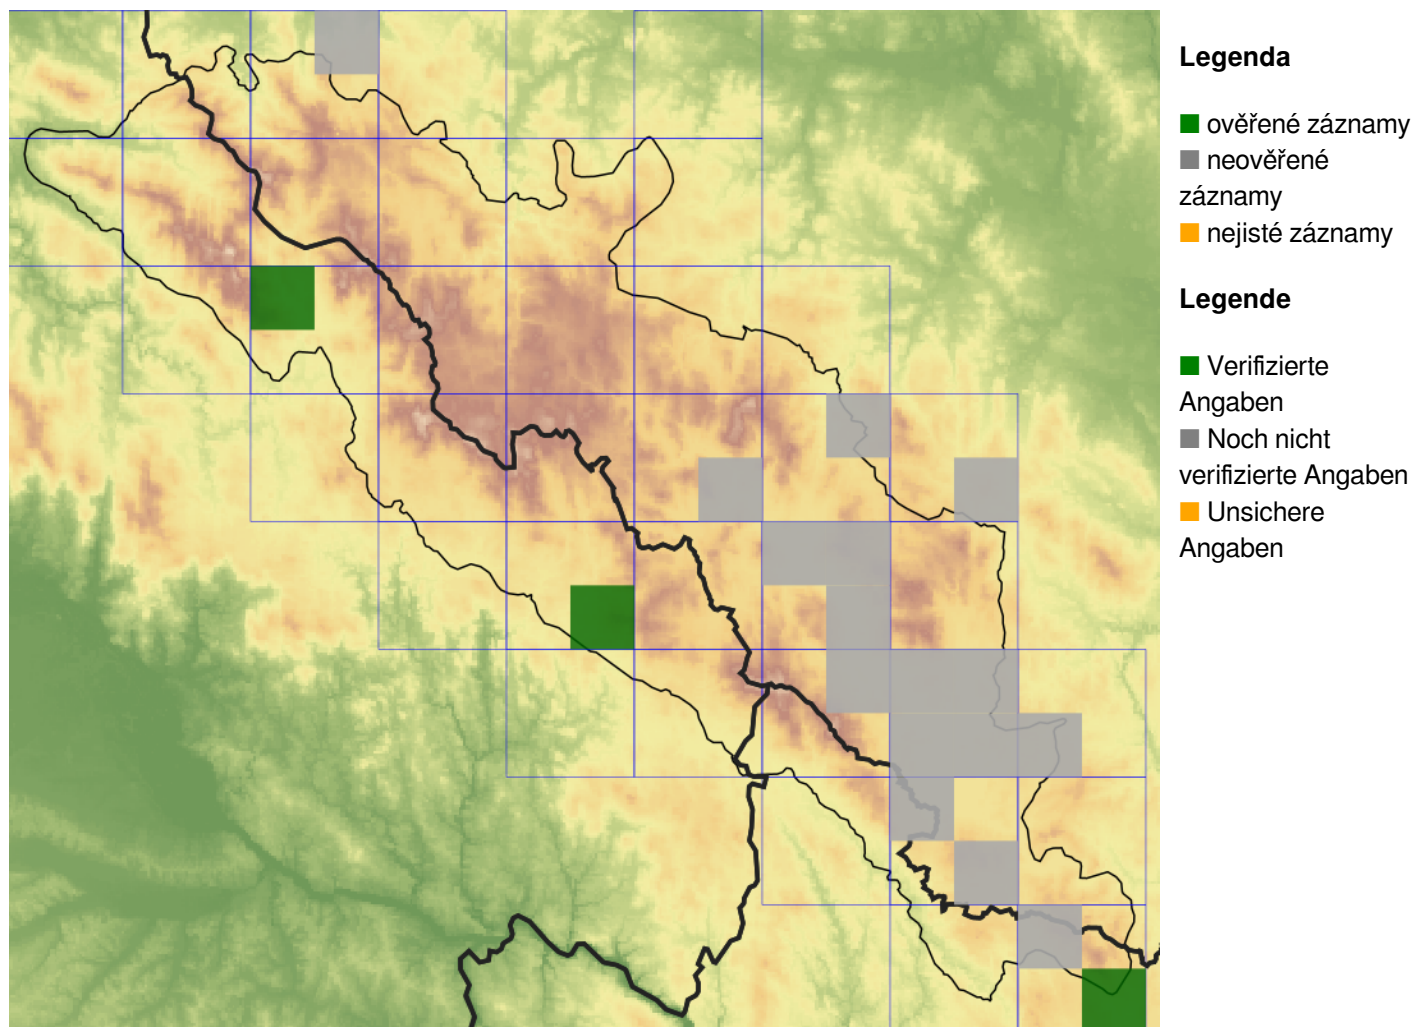 Legenda
ověřené záznamy
neověřené
záznamy
nejisté záznamy
Legende
Verifizierte
Angaben
Noch nicht
verifizierte Angaben
Unsichere
Angaben